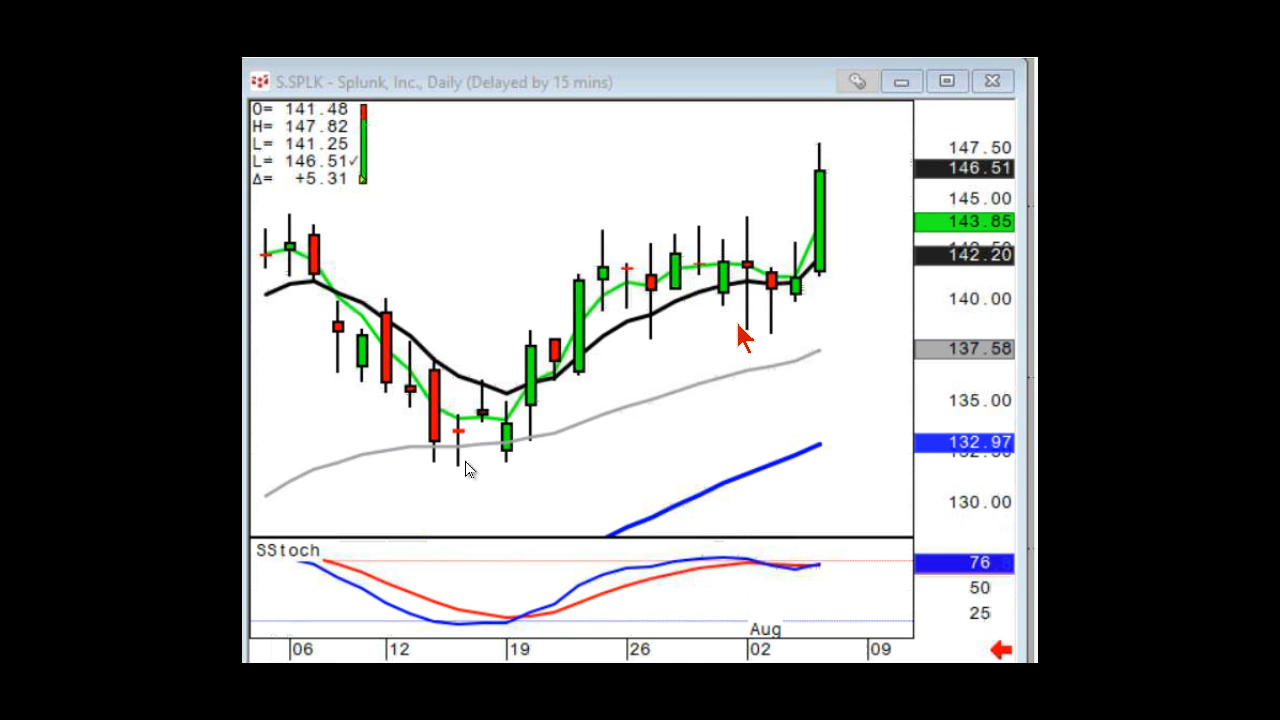 S.SPLK - Splunk, Inc., Daily (Delayed by 15 mins)
O= 141.48
H= 147.82
L= 141.25
L= 146.51✓
Δ= +5.31
147.50
146.51
145.00
143.85
142.20
140.00
137.58
135.00
132.97
130.00
SStoch
76
50
25
Aug
06 12 19 26 02 09